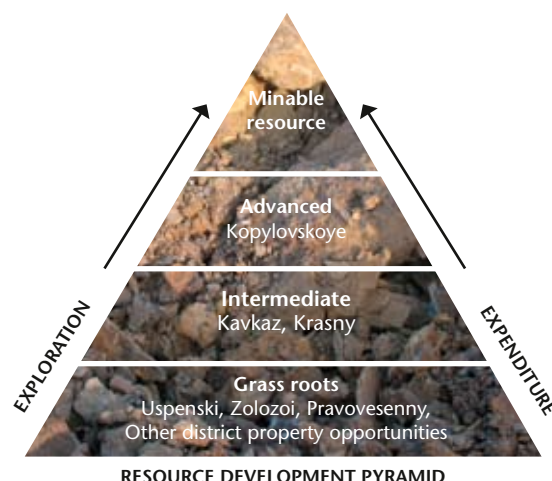 Minable
resource
Advanced
Kopylovskoye
Intermediate
Kavkaz, Krasny
Grass roots
Uspenski, Zolozoi, Pravovesenny,
Other district property opportunities
EXPLORATION
EXPENDITURE
RESOURCE DEVELOPMENT PYRAMID